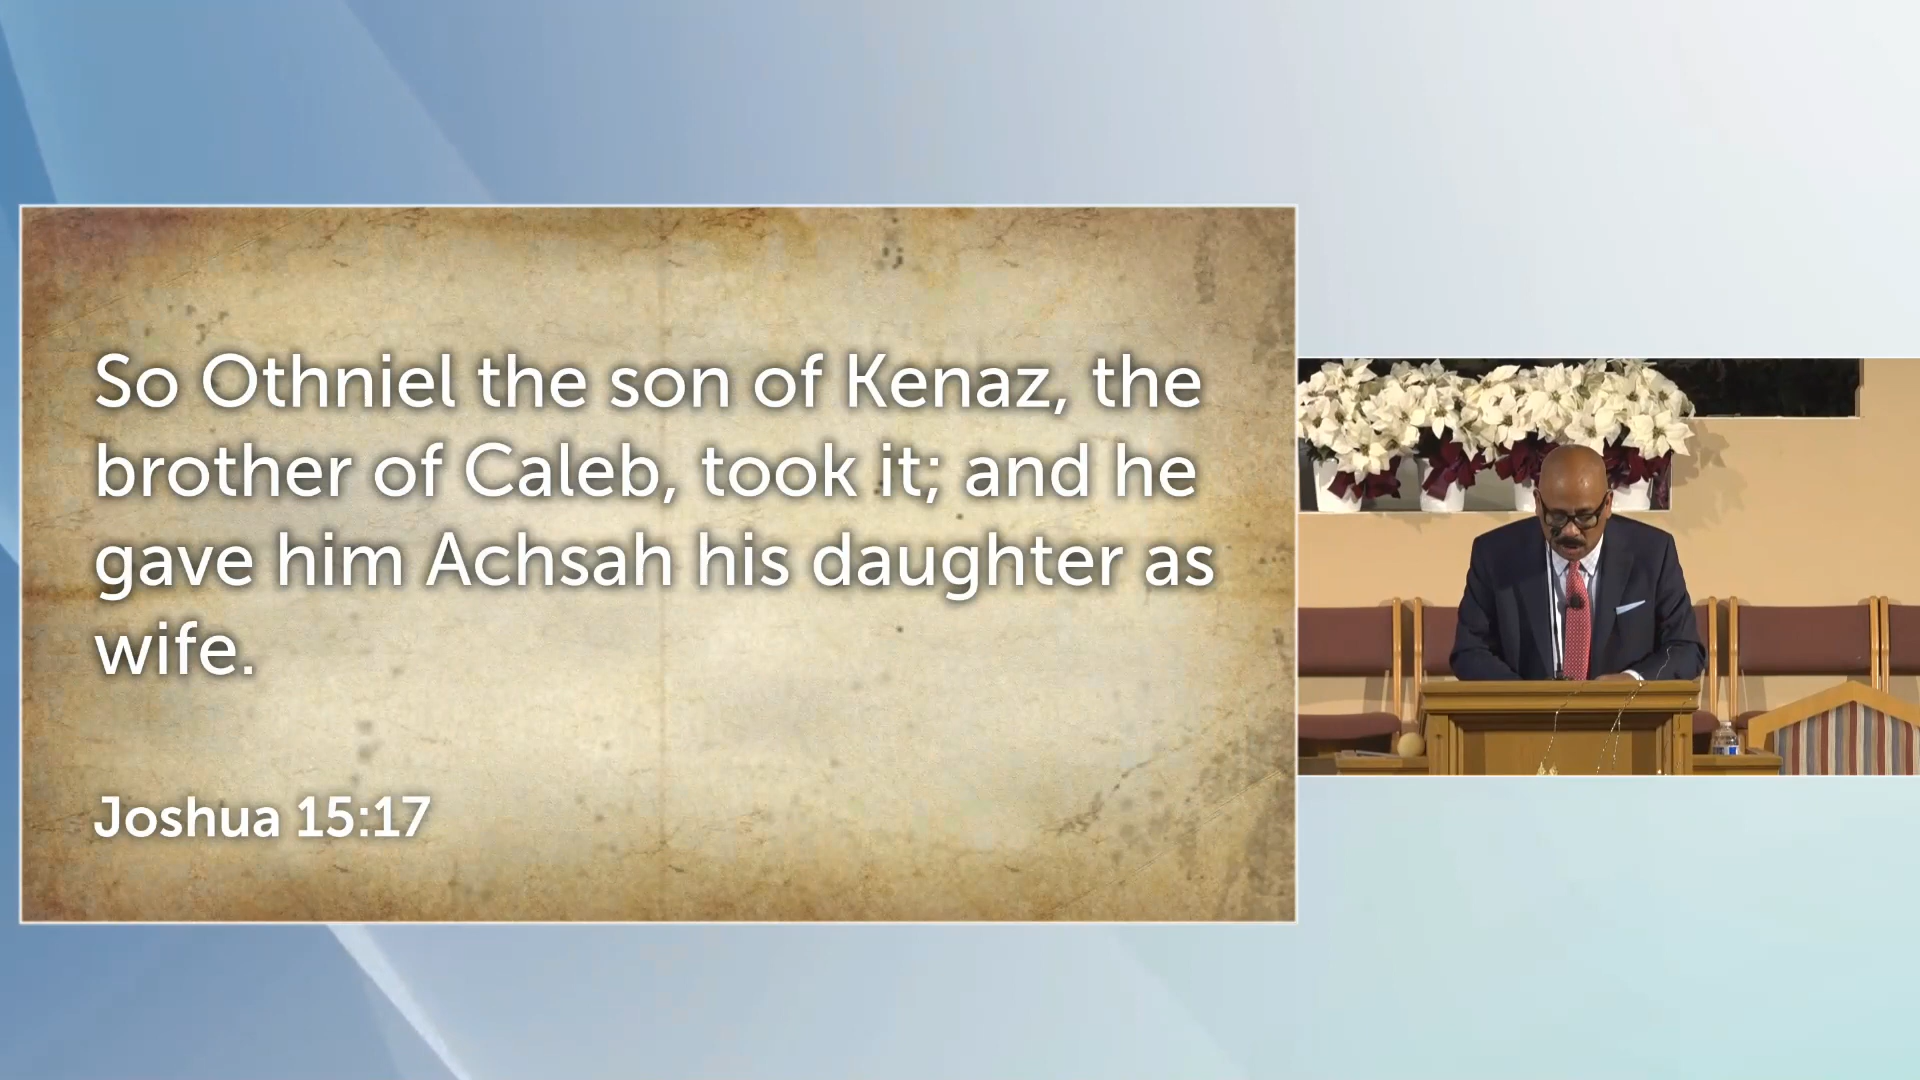 So Othniel the son of Kenaz, the
brother of Caleb, took it; and he
gave him Achsah his daughter as
wife.
Joshua 15:17